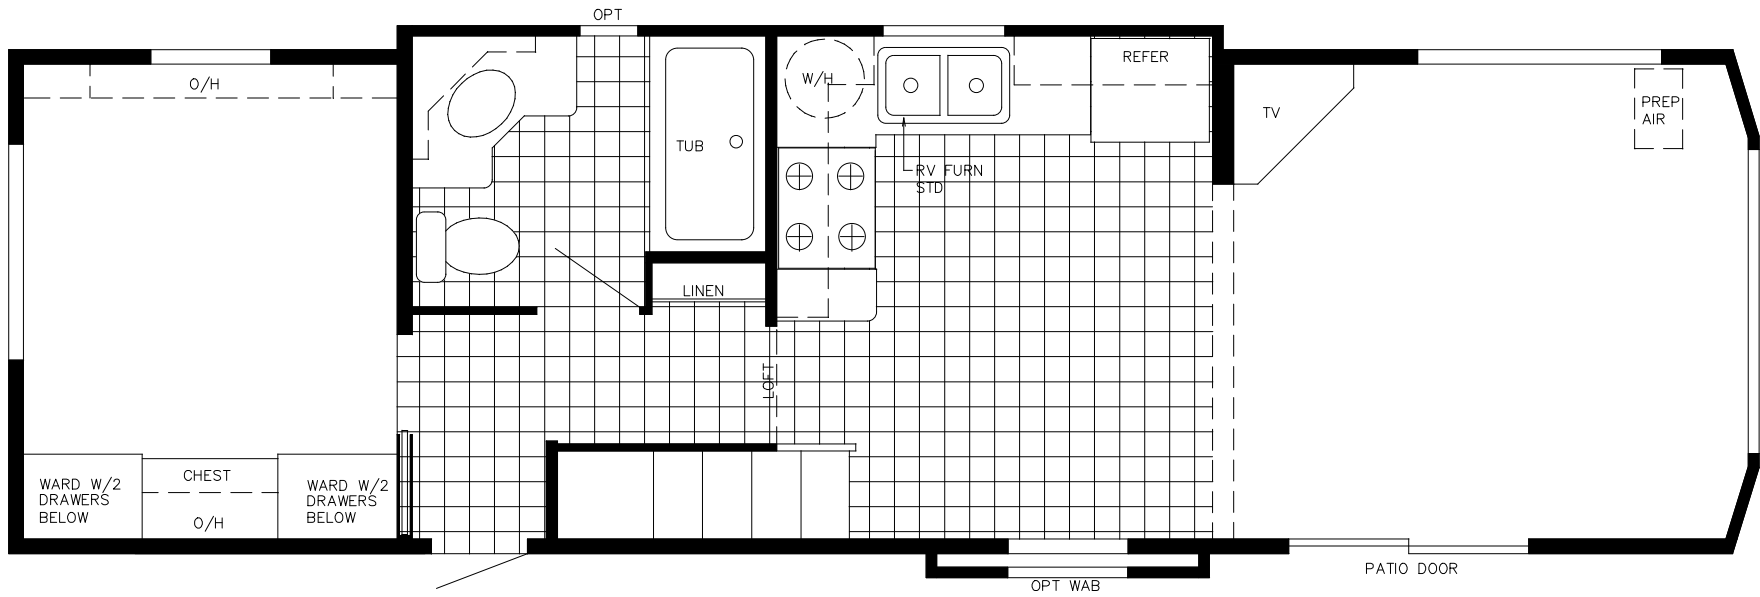 OPT
O/H
W/H
REFER
TV
PREP
AIR
TUB
RV FURN
STD
LINEN
LOFT
WARD W/2
DRAWERS
BELOW
CHEST
O/H
WARD W/2
DRAWERS
BELOW
PATIO DOOR
OPT WAB